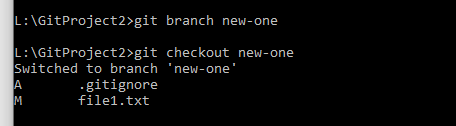 L:\GitProject2>git branch new-one
L:\GitProject2>git checkout new-one
Switched to branch 'new-one'
A       .gitignore
M       file1.txt